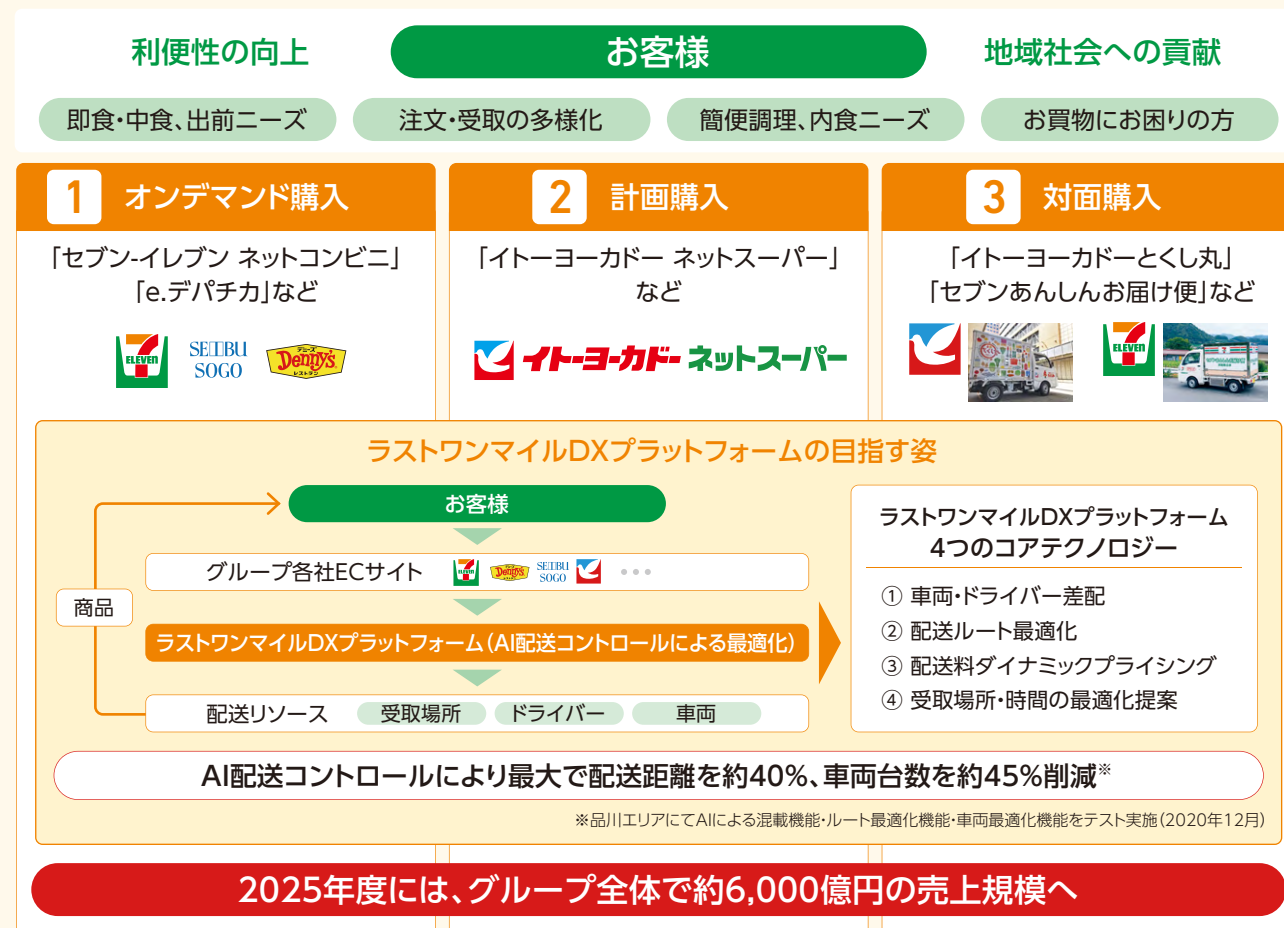 利便性の向上
お客様
地域社会への貢献
即食・中食、出前ニーズ
注文・受取の多様化
簡便調理、内食ニーズ
お買物にお困りの方
1 オンデマンド購入
「セブン-イレブン ネットコンビニ」
「e.デパチカ」など
ELEVEN
SEIBU
SOGO
デニーズ
Denny's
レストラン
2 計画購入
「イトーヨーカドー ネットスーパー」
など
イトーヨーカドー ネットスーパー
3 対面購入
「イトーヨーカドーとくし丸」
「セブンあんしんお届け便」など
ELEVEN
ラストワンマイルDXプラットフォームの目指す姿
お客様
グループ各社ECサイト
ELEVEN
Denny's
SEIBU
SOGO
商品
ラストワンマイルDXプラットフォーム（AI配送コントロールによる最適化）
配送リソース 受取場所 ドライバー 車両
ラストワンマイルDXプラットフォーム
4つのコアテクノロジー
① 車両・ドライバー差配
② 配送ルート最適化
③ 配送料ダイナミックプライシング
④ 受取場所・時間の最適化提案
AI配送コントロールにより最大で配送距離を約40%、車両台数を約45%削減※
※品川エリアにてAIによる混載機能・ルート最適化機能・車両最適化機能をテスト実施（2020年12月）
2025年度には、グループ全体で約6,000億円の売上規模へ